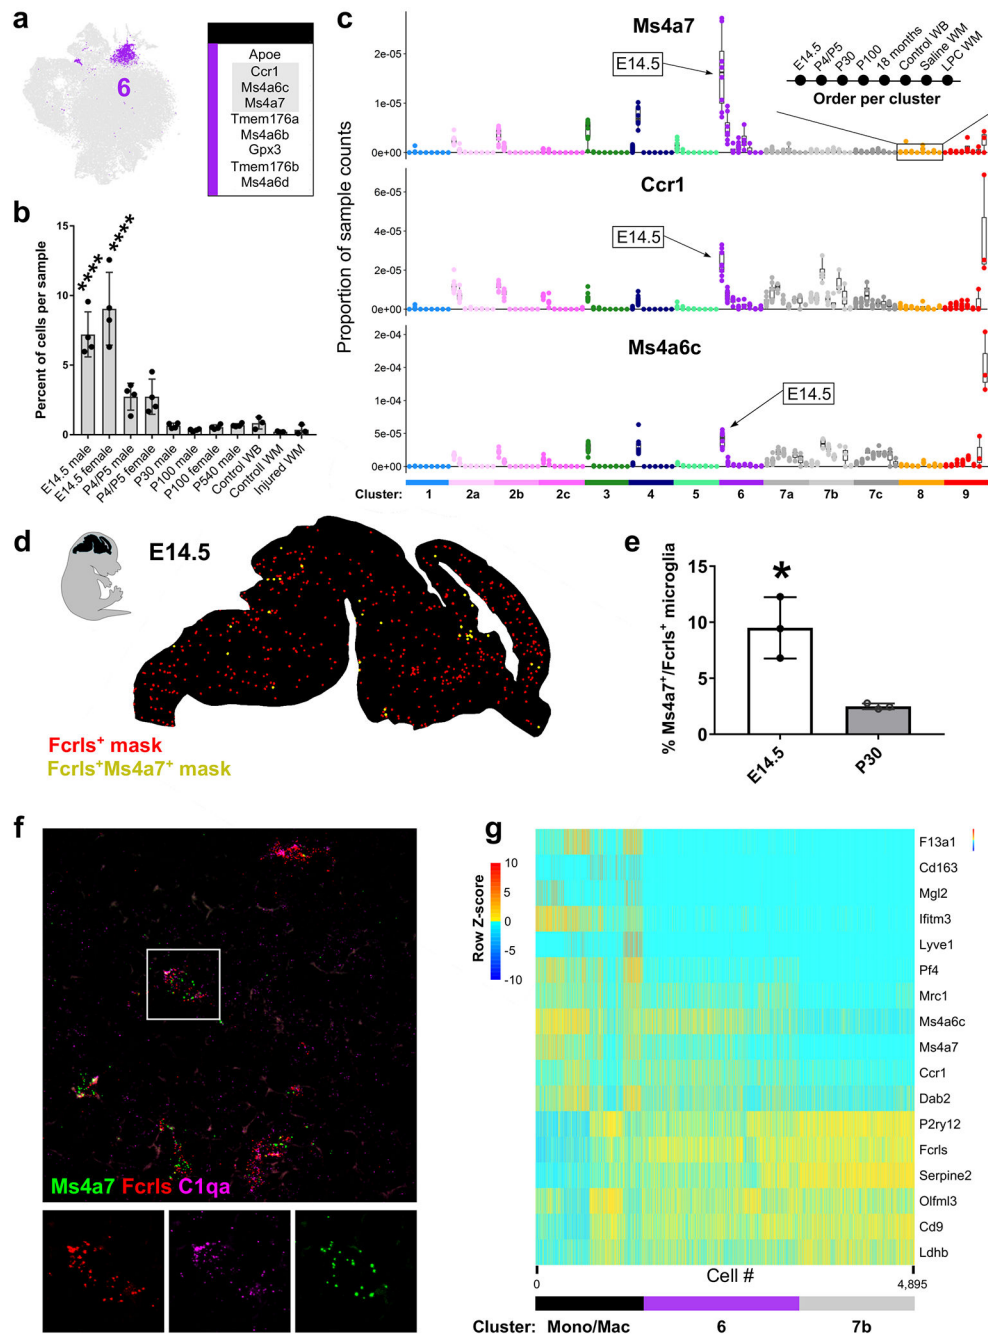 a
6
Apoe
Ccr1
Ms4a6c
Ms4a7
Tmem176a
Ms4a6b
Gpx3
Tmem176b
Ms4a6d
b
Percent of cells per sample
15
10
5
0
****
****
E14.5 male
E14.5 female
P4/P5 male
P4/P5 female
P30 male
P100 male
P100 female
P540 male
Control WB
Control WM
Injured WM
c
Proportion of sample counts
Ms4a7
2e-05
1e-05
0e+00
E14.5
E14.5
P4/P5
P30
P100
18 months
Control WB
Saline WM
LPC WM
Order per cluster
Ccr1
6e-05
4e-05
2e-05
0e+00
E14.5
Ms4a6c
2e-04
2e-04
1e-04
5e-05
0e+00
E14.5
Cluster: 1 2a 2b 2c 3 4 5 6 7a 7b 7c 8 9
d
E14.5
Fcrls+ mask
Fcrls+Ms4a7+ mask
e
% Ms4a7+/Fcrls+ microglia
15
10
5
0
*
E14.5
P30
f
Ms4a7 Fcrls C1qa
g
Row Z-score
10
5
0
-5
-10
F13a1
Cd163
Mgl2
Ifitm3
Lyve1
Pf4
Mrc1
Ms4a6c
Ms4a7
Ccr1
Dab2
P2ry12
Fcrls
Serpine2
Olfml3
Cd9
Ldhb
0 Cell # 4,895
Cluster: Mono/Mac 6 7b